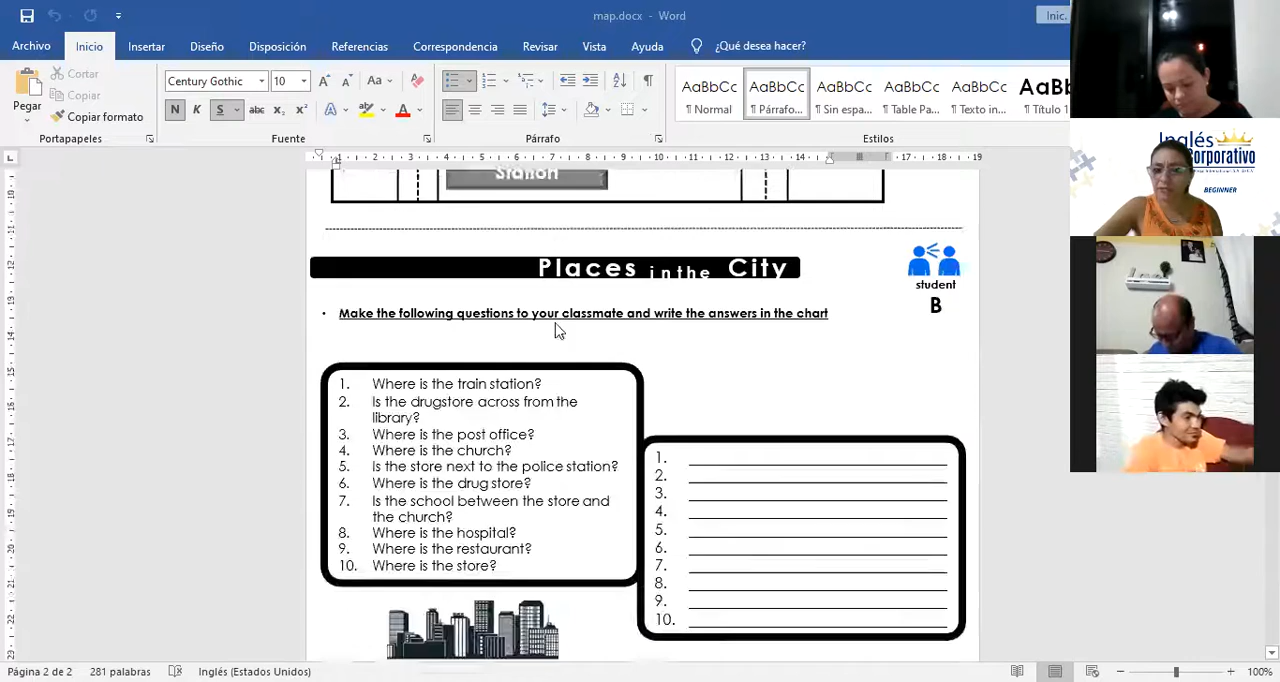 map.docx - Word
Inic.
Archivo Inicio Insertar Diseño Disposición Referencias Correspondencia Revisar Vista Ayuda ¿Qué desea hacer?
Pegar
Cortar
Copiar
Copiar formato
Century Gothic 10
N K S abc x₂ x²
AaBbCc AaBbCc AaBbCc AaBbCc AaBbCc AaB
¶ Normal ¶ Párrafo... ¶ Sin espa... ¶ Table Pa... ¶ Texto in... ¶ Título 1
Portapapeles Fuente Párrafo Estilos
Station
Places in the City
student
B
• Make the following questions to your classmate and write the answers in the chart
1. Where is the train station?
2. Is the drugstore across from the
library?
3. Where is the post office?
4. Where is the church?
5. Is the store next to the police station?
6. Where is the drug store?
7. Is the school between the store and
the church?
8. Where is the hospital?
9. Where is the restaurant?
10. Where is the store?
1.
2.
3.
4.
5.
6.
7.
8.
9.
10.
Página 2 de 2 281 palabras Inglés (Estados Unidos) 100%
Inglés
Corporativo
BEGINNER